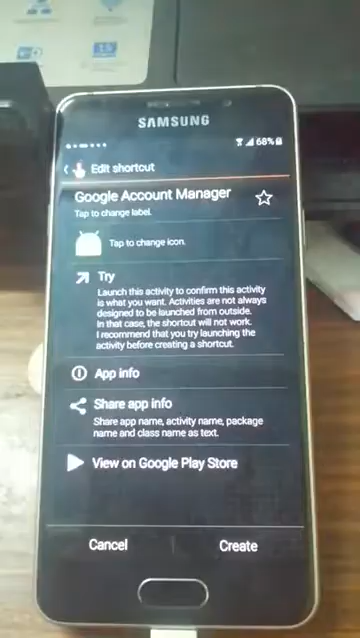 SAMSUNG
68%
Edit shortcut
Google Account Manager
Tap to change label.
Tap to change icon.
Try
Launch this activity to confirm this activity
is what you want. Activities are not always
designed to be launched from outside.
In that case, the shortcut will not work.
I recommend that you try launching the
activity before creating a shortcut.
App info
Share app info
Share app name, activity name, package
name and class name as text.
View on Google Play Store
Cancel
Create